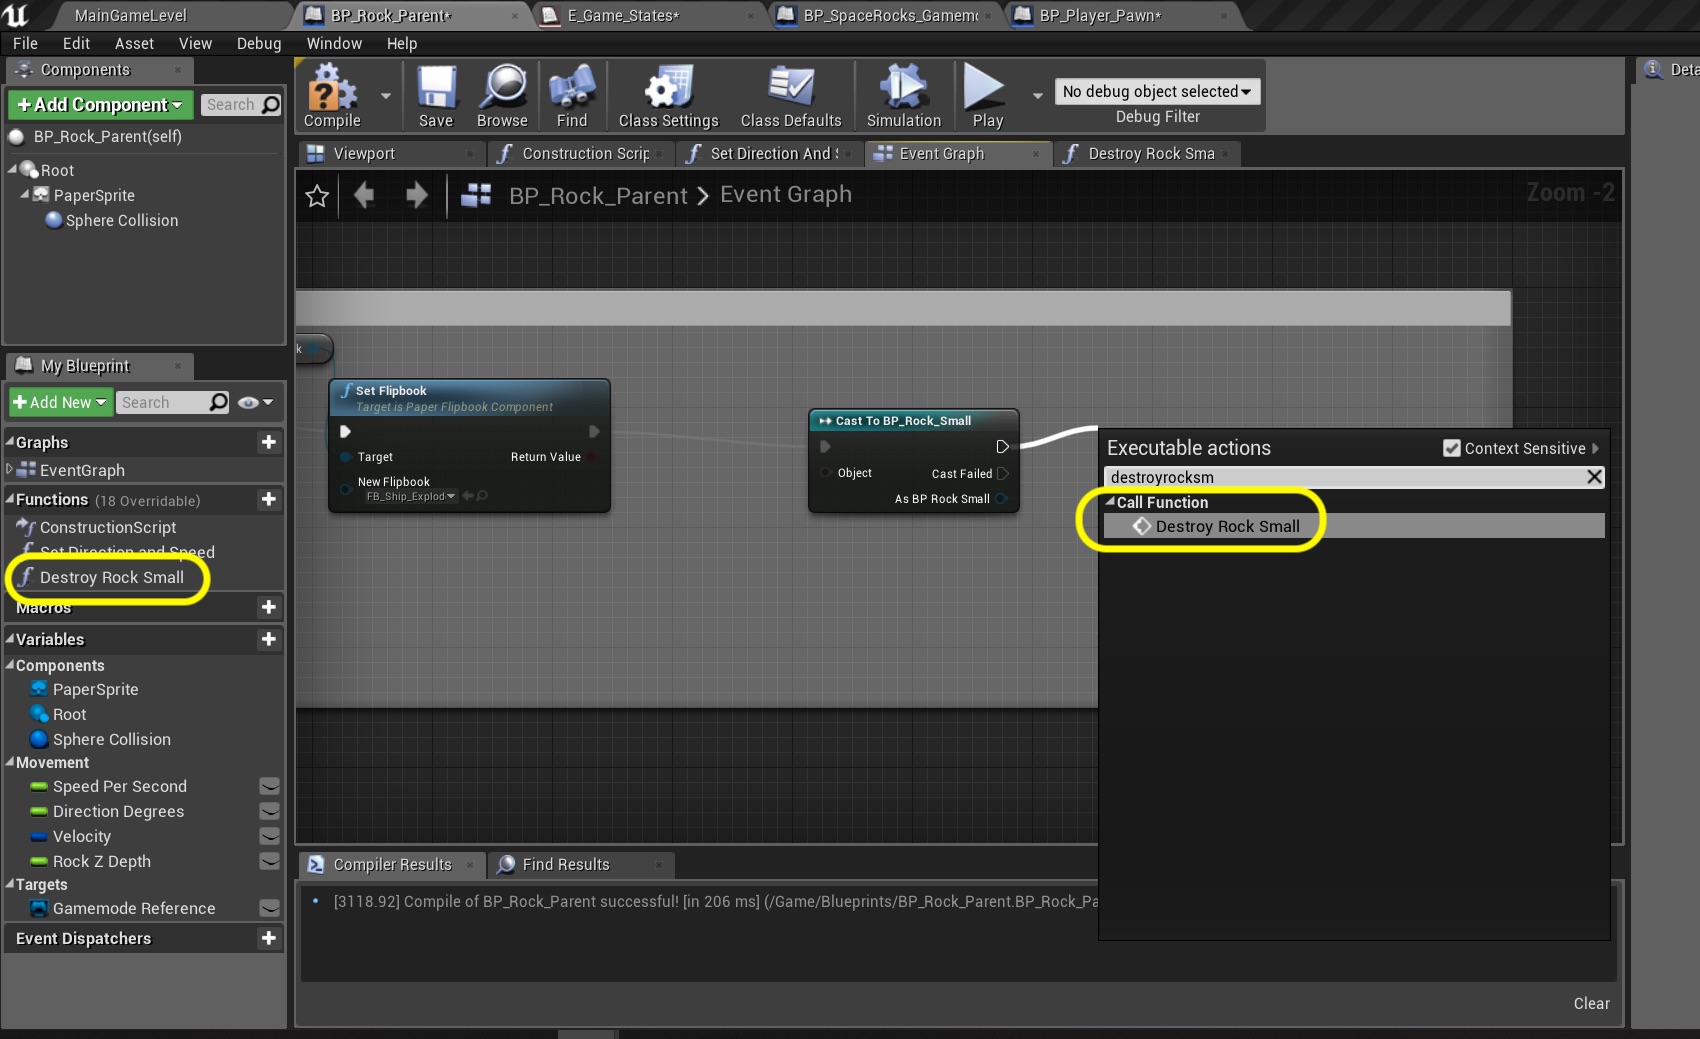 MainGameLevel
BP_Rock_Parent*
E_Game_States*
BP_SpaceRocks_Gamem
BP_Player_Pawn*
File Edit Asset View Debug Window Help
Components
+Add Component
Search
BP_Rock_Parent(self)
Root
PaperSprite
Sphere Collision
Compile
Save
Browse
Find
Class Settings
Class Defaults
Simulation
Play
No debug object selected
Debug Filter
Deta
Viewport
Construction Scrip
Set Direction And S
Event Graph
Destroy Rock Sma
BP_Rock_Parent > Event Graph
Zoom -2
My Blueprint
+Add New
Search
Graphs
EventGraph
Functions (18 Overridable)
ConstructionScript
Set Direction and Speed
Destroy Rock Small
Macros
Variables
Components
PaperSprite
Root
Sphere Collision
Movement
Speed Per Second
Direction Degrees
Velocity
Rock Z Depth
Targets
Gamemode Reference
Event Dispatchers
k
Set Flipbook
Target is Paper Flipbook Component
Target
Return Value
New Flipbook
FB_Ship_Explod
Cast To BP_Rock_Small
Object
Cast Failed
As BP Rock Small
Executable actions
Context Sensitive
destroyrocksm
Call Function
Destroy Rock Small
Compiler Results
Find Results
[3118.92] Compile of BP_Rock_Parent successful! [in 206 ms] (/Game/Blueprints/BP_Rock_Parent.BP_Rock_Pa
Clear